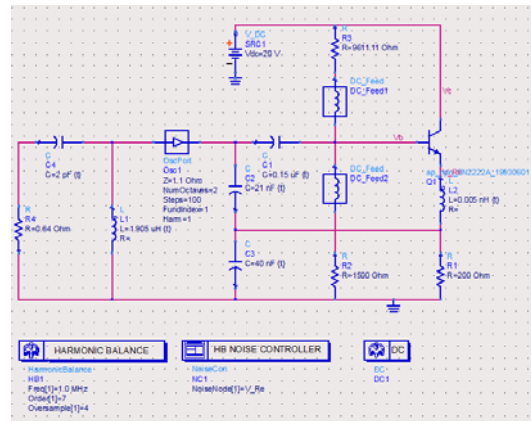 V_DC
SRC1
Vdc=20 V
R
R3
R=9611.11 Ohm
DC_Feed
DC_Feed1
Vc
C
C4
C=2 pF {t}
OscPort
Osc1
Z=1.1 Ohm
NumOctaves=2
Steps=100
FundIndex=1
Harm =1
C
C1
C=0.15 uF {t}
C
C2
C=21 nF {t}
Vb
DC_Feed
DC_Feed2
Q1
L2
L=0.005 nH {t}
R=
R
R4
R=0.64 Ohm
L
L1
L=1.905 uH {t}
R=
C
C3
C=40 nF {t}
R
R2
R=1500 Ohm
R
R1
R=200 Ohm
HARMONIC BALANCE
HarmonicBalance
HB1
Freq[1]=1.0 MHz
Order[1]=7
Oversample[1]=4
HB NOISE CONTROLLER
NoiseCon
NC1
NoiseNode[1]=V_Re
DC
DC
DC1